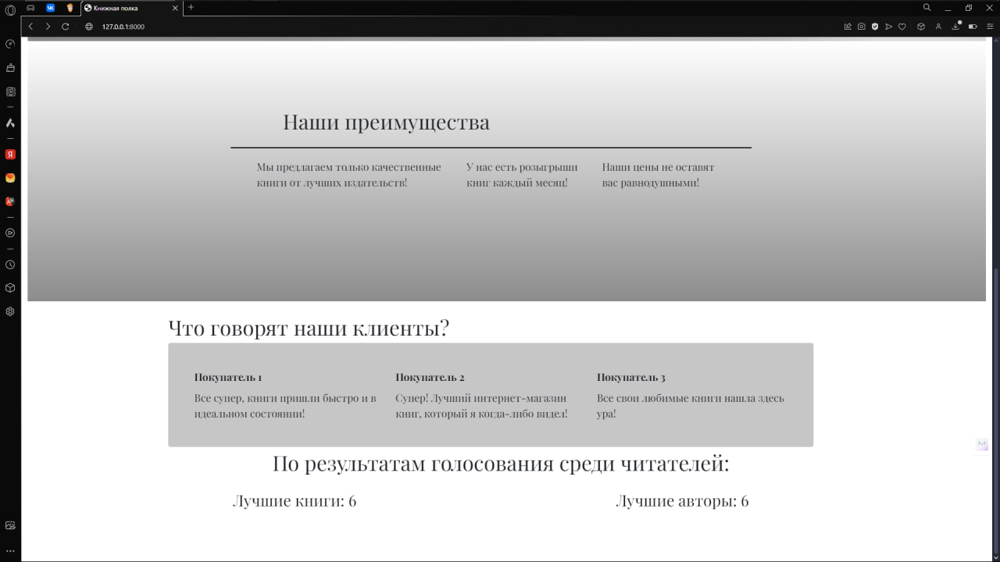 Книжная полка
127.0.0.1:8000
Наши преимущества
Мы предлагаем только качественные
книги от лучших издательств!
У нас есть розыгрыши
книг каждый месяц!
Наши цены не оставят
вас равнодушными!
Что говорят наши клиенты?
Покупатель 1
Все супер, книги пришли быстро и в
идеальном состоянии!
Покупатель 2
Супер! Лучший интернет-магазин
книг, который я когда-либо видел!
Покупатель 3
Все свои любимые книги нашла здесь
ура!
По результатам голосования среди читателей:
Лучшие книги: 6
Лучшие авторы: 6